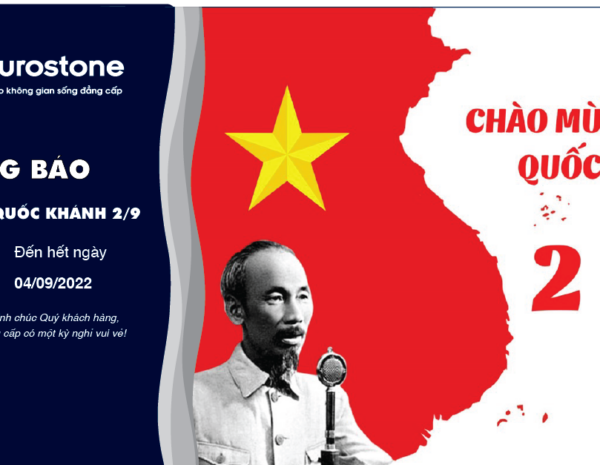 urostone
không gian sống đẳng cấp
G BÁO
QUỐC KHÁNH 2/9
Đến hết ngày
04/09/2022
nh chúc Quý khách hàng,
cấp có một kỳ nghỉ vui vẻ!
CHÀO MỪ
QUỐC
2